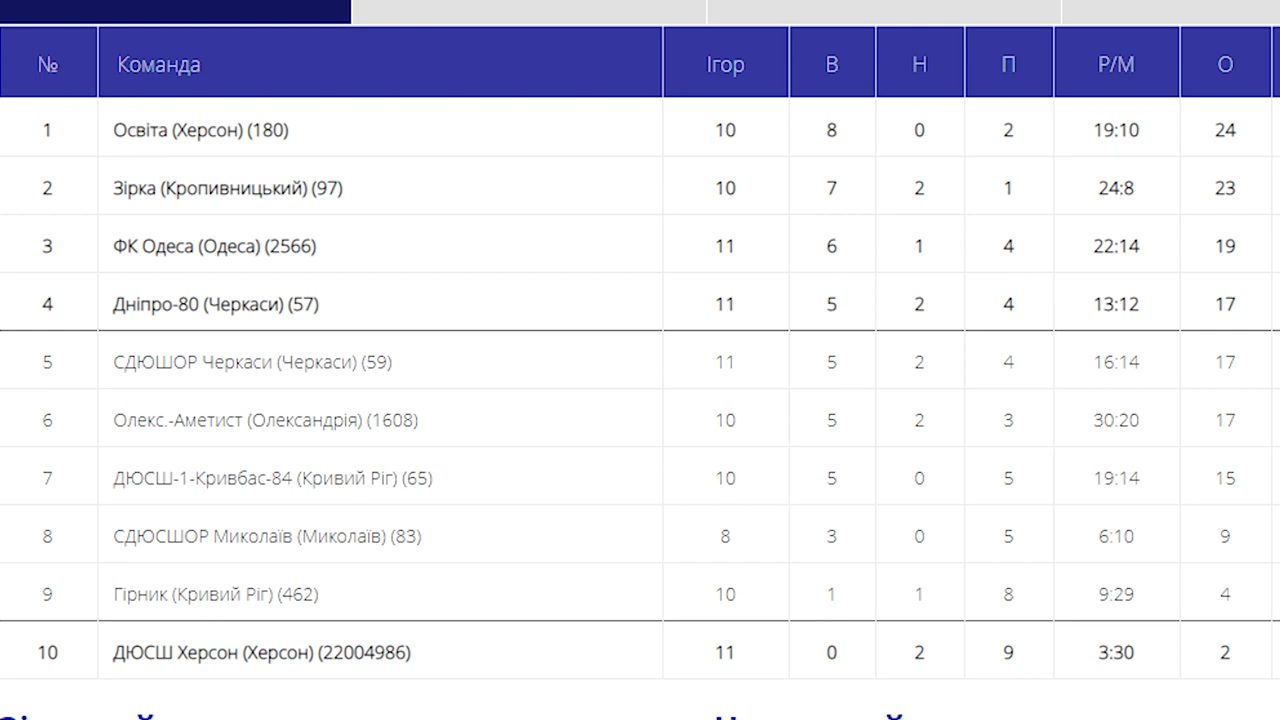 № Команда Ігор В Н П Р/М О
1 Освіта (Херсон) (180) 10 8 0 2 19:10 24
2 Зірка (Кропивницький) (97) 10 7 2 1 24:8 23
3 ФК Одеса (Одеса) (2566) 11 6 1 4 22:14 19
4 Дніпро-80 (Черкаси) (57) 11 5 2 4 13:12 17
5 СДЮШОР Черкаси (Черкаси) (59) 11 5 2 4 16:14 17
6 Олекс.-Аметист (Олександрія) (1608) 10 5 2 3 30:20 17
7 ДЮСШ-1-Кривбас-84 (Кривий Ріг) (65) 10 5 0 5 19:14 15
8 СДЮСШОР Миколаїв (Миколаїв) (83) 8 3 0 5 6:10 9
9 Гірник (Кривий Ріг) (462) 10 1 1 8 9:29 4
10 ДЮСШ Херсон (Херсон) (22004986) 11 0 2 9 3:30 2